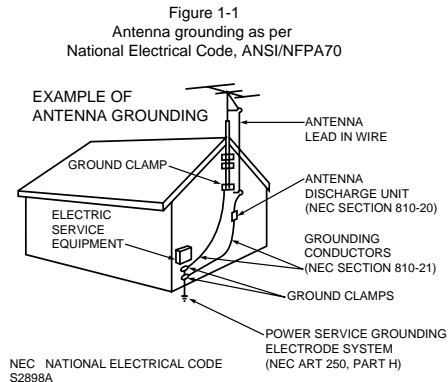 Figure 1-1
Antenna grounding as per
National Electrical Code, ANSI/NFPA70
EXAMPLE OF
ANTENNA GROUNDING
ANTENNA
LEAD IN WIRE
GROUND CLAMP
ANTENNA
DISCHARGE UNIT
(NEC SECTION 810-20)
ELECTRIC
SERVICE
EQUIPMENT
GROUNDING
CONDUCTORS
(NEC SECTION 810-21)
GROUND CLAMPS
POWER SERVICE GROUNDING
ELECTRODE SYSTEM
(NEC ART 250, PART H)
NEC NATIONAL ELECTRICAL CODE
S2898A